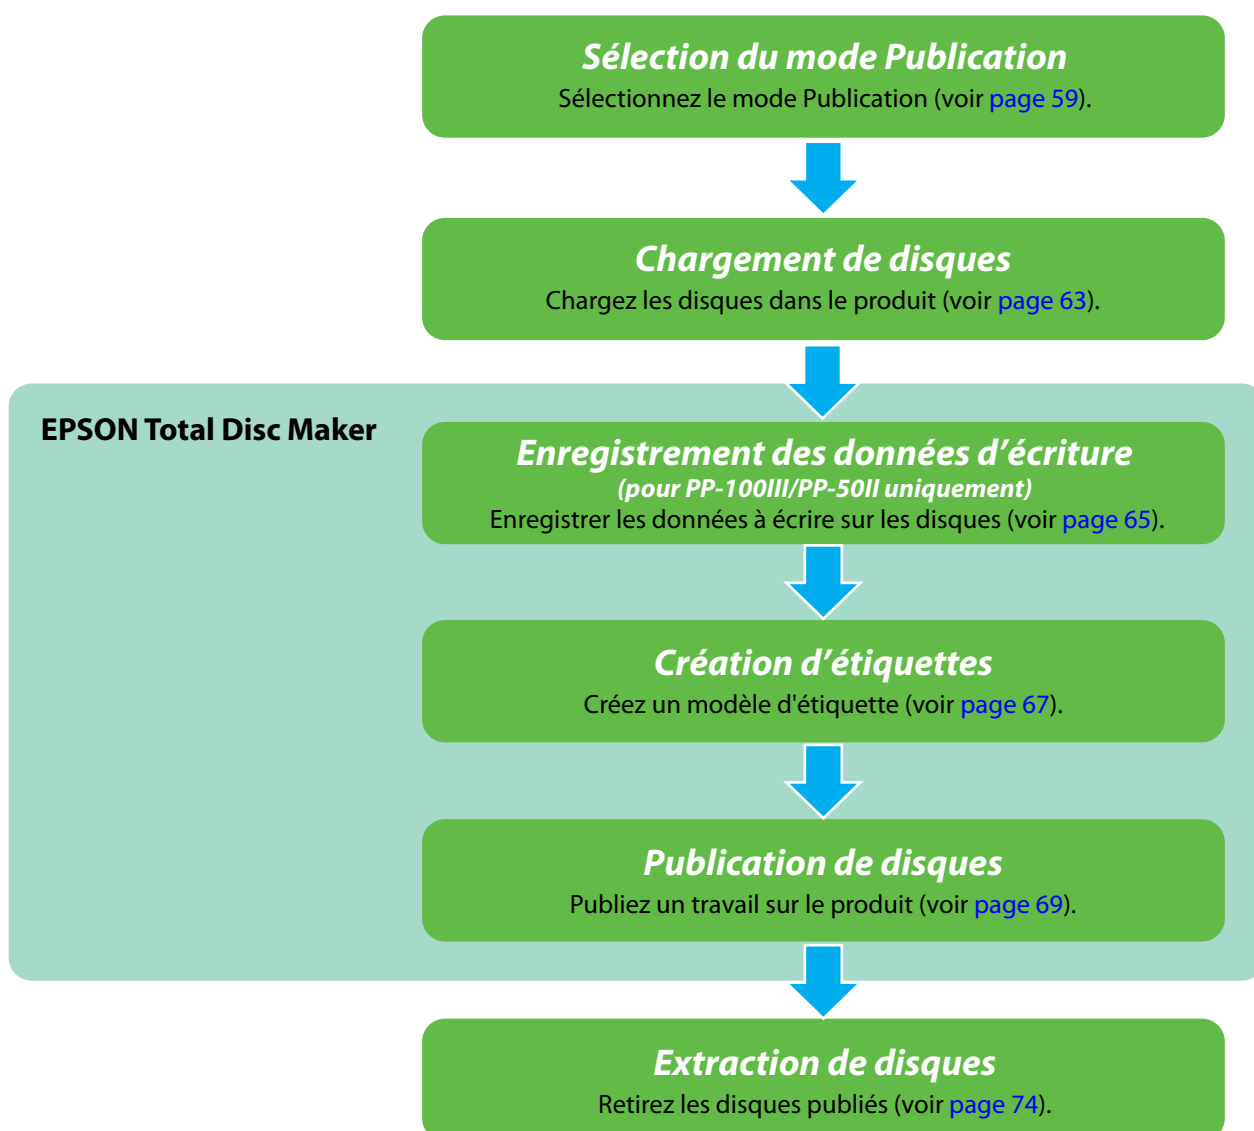 Sélection du mode Publication
Sélectionnez le mode Publication (voir page 59).
Chargement de disques
Chargez les disques dans le produit (voir page 63).
EPSON Total Disc Maker
Enregistrement des données d’écriture
(pour PP-100III/PP-50II uniquement)
Enregistrer les données à écrire sur les disques (voir page 65).
Création d’étiquettes
Créez un modèle d'étiquette (voir page 67).
Publication de disques
Publiez un travail sur le produit (voir page 69).
Extraction de disques
Retirez les disques publiés (voir page 74).